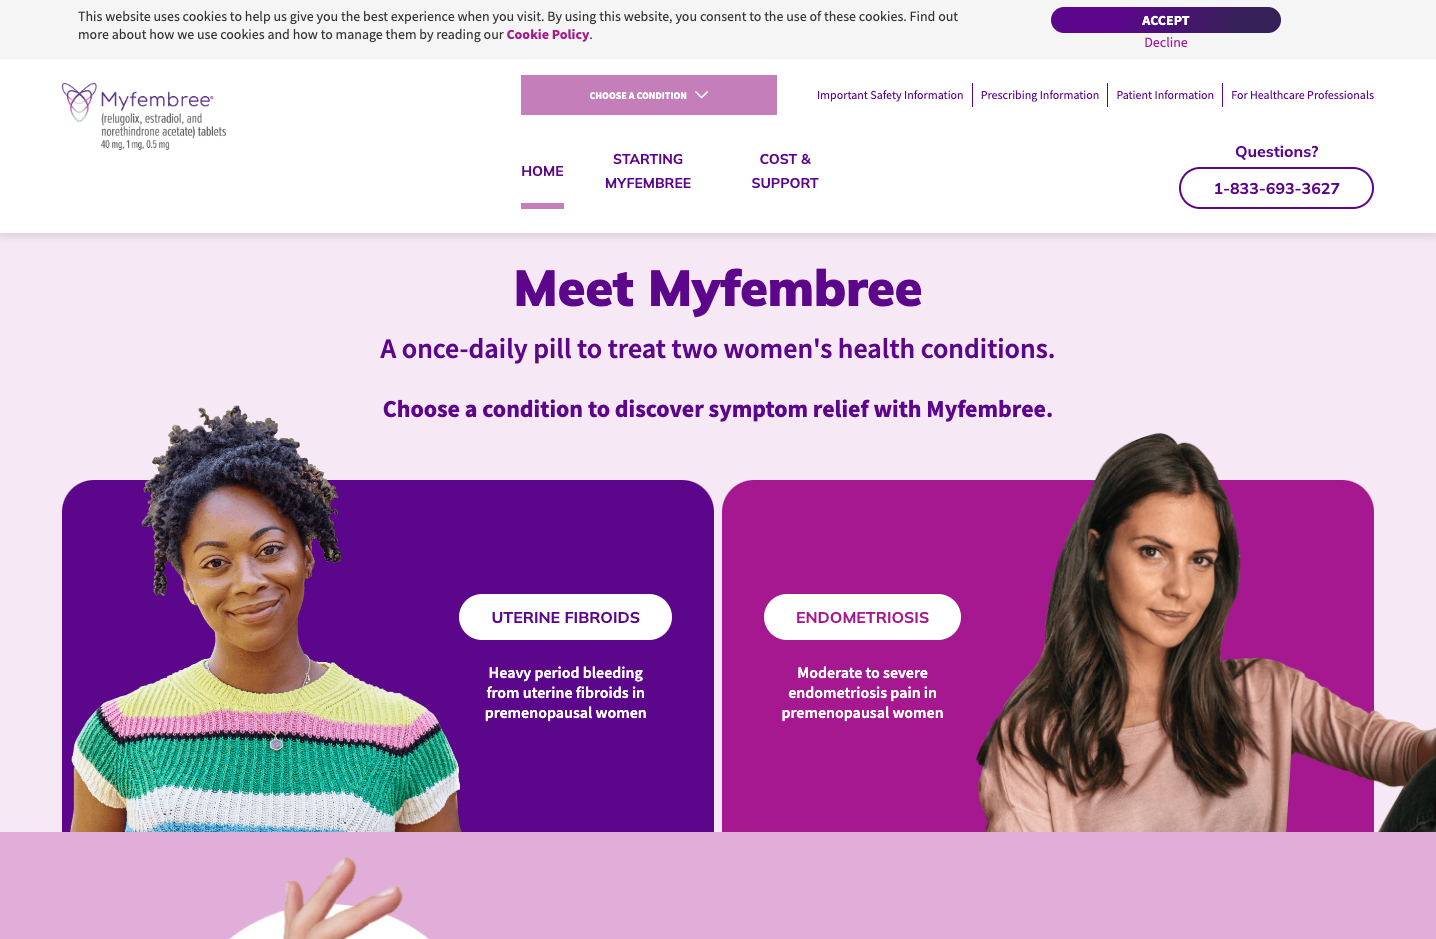 This website uses cookies to help us give you the best experience when you visit. By using this website, you consent to the use of these cookies. Find out
more about how we use cookies and how to manage them by reading our Cookie Policy.
ACCEPT
Decline
Myfembree®
(relugolix, estradiol, and
norethindrone acetate) tablets
40 mg, 1 mg, 0.5 mg
CHOOSE A CONDITION
Important Safety Information
Prescribing Information
Patient Information
For Healthcare Professionals
HOME
STARTING
MYFEMBREE
COST &
SUPPORT
Questions?
1-833-693-3627
Meet Myfembree
A once-daily pill to treat two women's health conditions.
Choose a condition to discover symptom relief with Myfembree.
UTERINE FIBROIDS
Heavy period bleeding
from uterine fibroids in
premenopausal women
ENDOMETRIOSIS
Moderate to severe
endometriosis pain in
premenopausal women